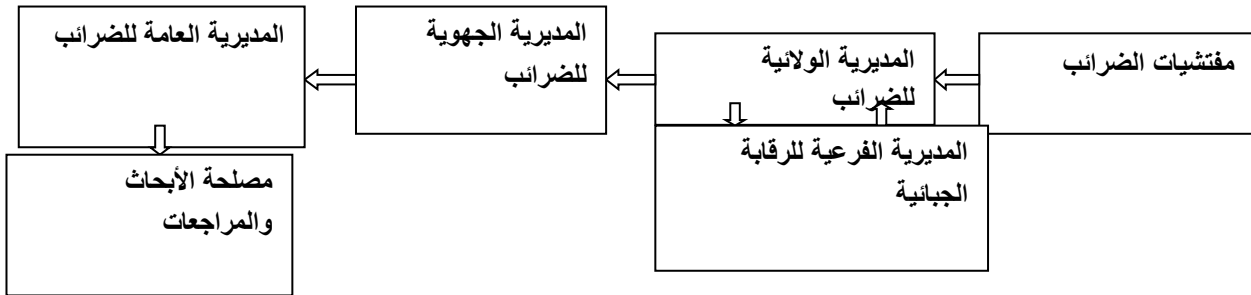 مفتشيات الضرائب
المديرية الولائية
للضرائب
المديرية الفرعية للرقابة
الجبائية
المديرية الجهوية
للضرائب
المديرية العامة للضرائب
مصلحة الأبحاث
والمراجعات